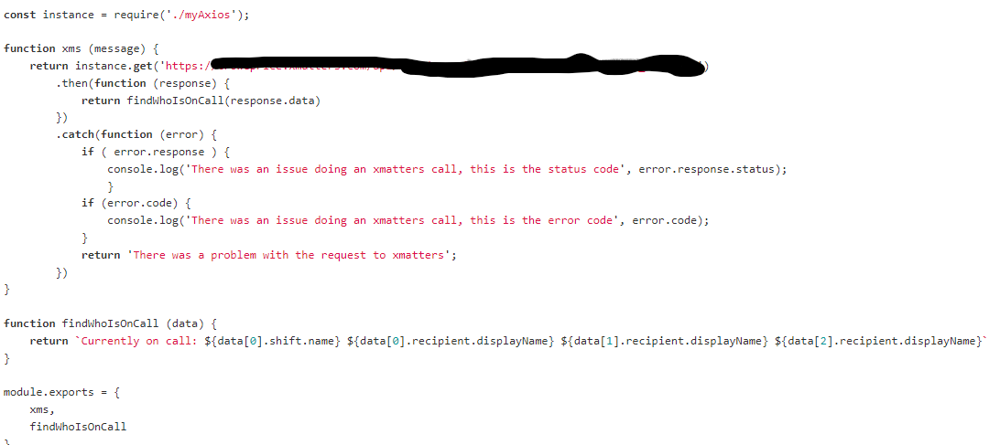 const instance = require('./myAxios');
function xms (message) {
return instance.get('https:/ ')
.then(function (response) {
return findWhoIsOnCall(response.data)
})
.catch(function (error) {
if ( error.response ) {
console.log('There was an issue doing an xmatters call, this is the status code', error.response.status);
}
if (error.code) {
console.log('There was an issue doing an xmatters call, this is the error code', error.code);
}
return 'There was a problem with the request to xmatters';
})
}
function findWhoIsOnCall (data) {
return `Currently on call: ${data[0].shift.name} ${data[0].recipient.displayName} ${data[1].recipient.displayName} ${data[2].recipient.displayName}`
}
module.exports = {
xms,
findWhoIsOnCall
}